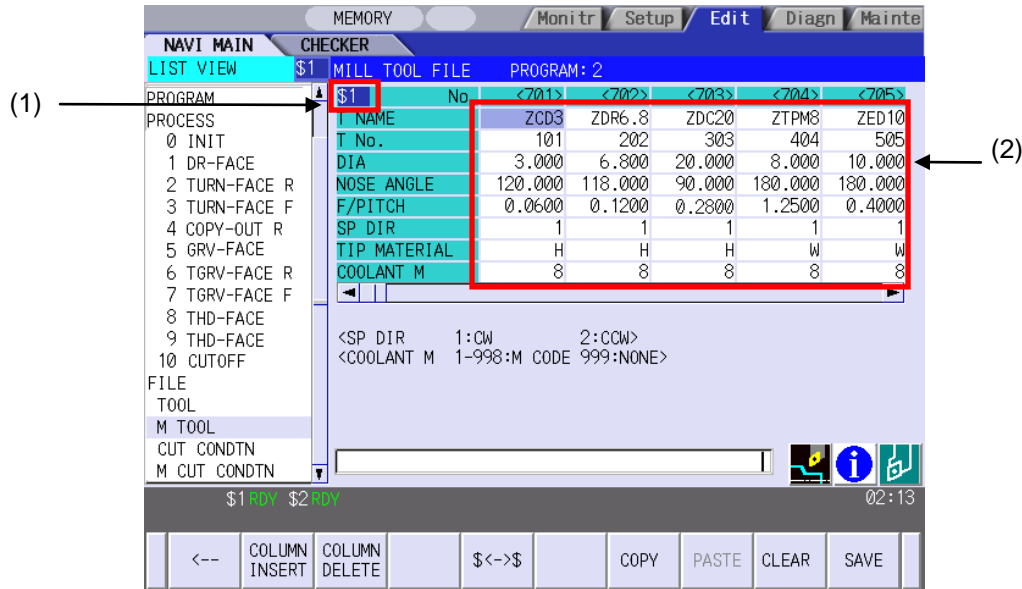 MEMORY Monitr Setup Edit Diagn Mainte
NAVI MAIN CHECKER
LIST VIEW $1 MILL TOOL FILE PROGRAM: 2
(1)
(2)
PROGRAM
PROCESS
0 INIT
1 DR-FACE
2 TURN-FACE R
3 TURN-FACE F
4 COPY-OUT R
5 GRV-FACE
6 TGRV-FACE R
7 TGRV-FACE F
8 THD-FACE
9 THD-FACE
10 CUTOFF
FILE
TOOL
M TOOL
CUT CONDTN
M CUT CONDTN
$1 No <701> <702> <703> <704> <705>
T NAME ZCD3 ZDR6.8 ZDC20 ZTPM8 ZED10
T No. 101 202 303 404 505
DIA 3.000 6.800 20.000 8.000 10.000
NOSE ANGLE 120.000 118.000 90.000 180.000 180.000
F/PITCH 0.0600 0.1200 0.2800 1.2500 0.4000
SP DIR 1 1 1 1 1
TIP MATERIAL H H H W W
COOLANT M 8 8 8 8 8
<SP DIR 1:CW 2:CCW>
<COOLANT M 1-998:M CODE 999:NONE>
$1 RDY $2 RDY 02:13
<-- COLUMN INSERT COLUMN DELETE $<->$ COPY PASTE CLEAR SAVE